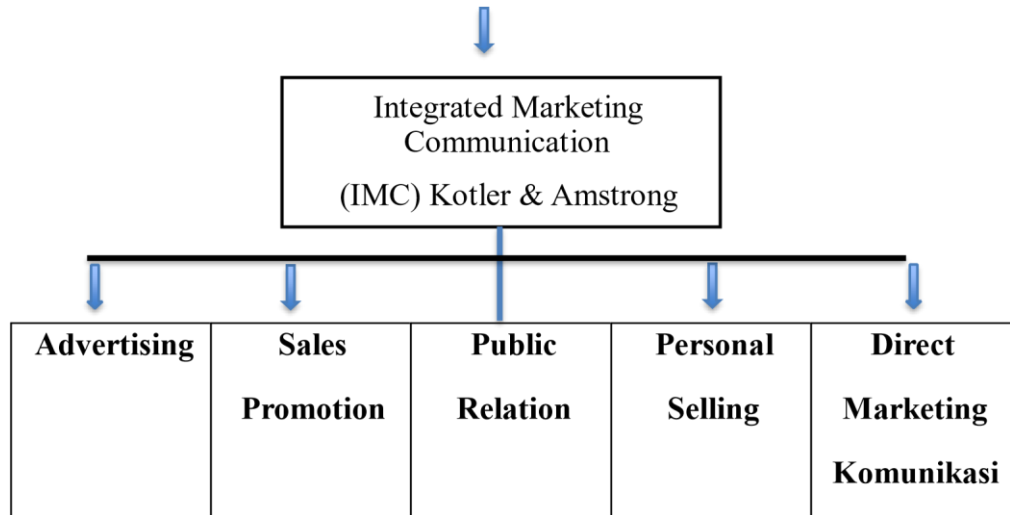 Integrated Marketing
Communication
(IMC) Kotler & Amstrong
Advertising
Sales
Promotion
Public
Relation
Personal
Selling
Direct
Marketing
Komunikasi